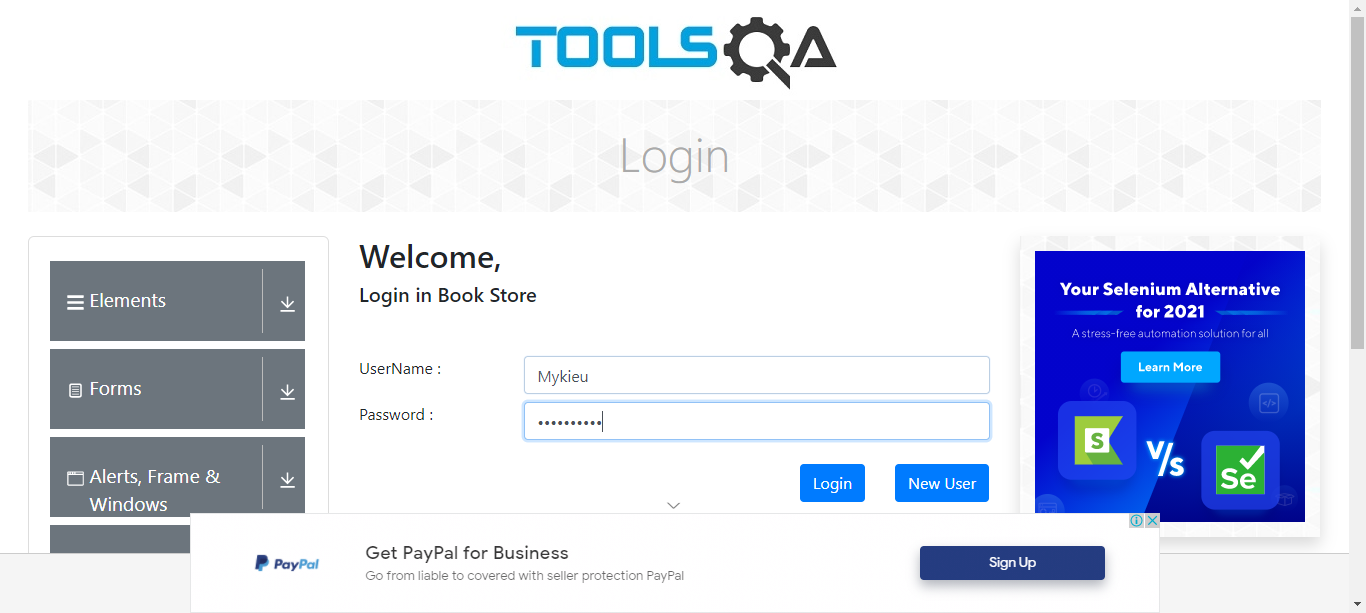 TOOLSQA
Login
Elements
Forms
Alerts, Frame &
Windows
Welcome,
Login in Book Store
UserName :
Mykieu
Password :
••••••••••
Login
New User
Your Selenium Alternative
for 2021
A stress-free automation solution for all
Learn More
S
V/s
Se
PayPal
Get PayPal for Business
Go from liable to covered with seller protection PayPal
Sign Up